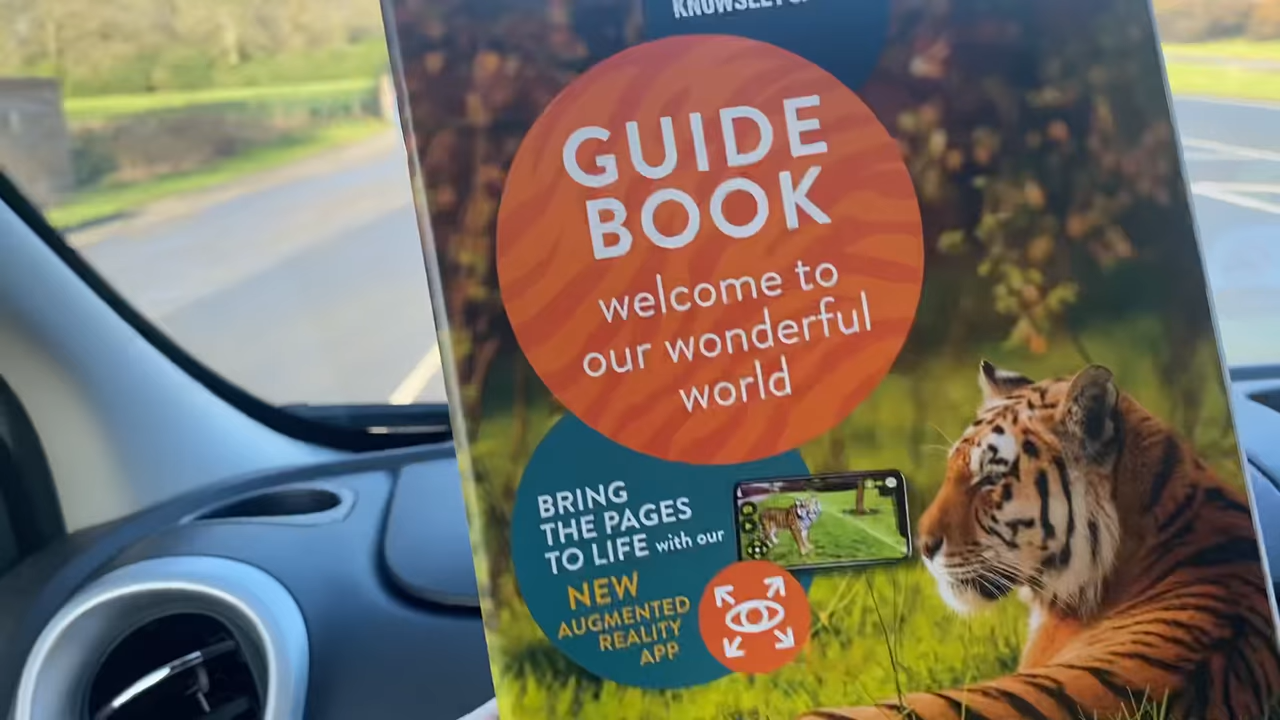 GUIDE
BOOK
welcome to
our wonderful
world
BRING
THE PAGES
TO LIFE with our
NEW
AUGMENTED
REALITY
APP